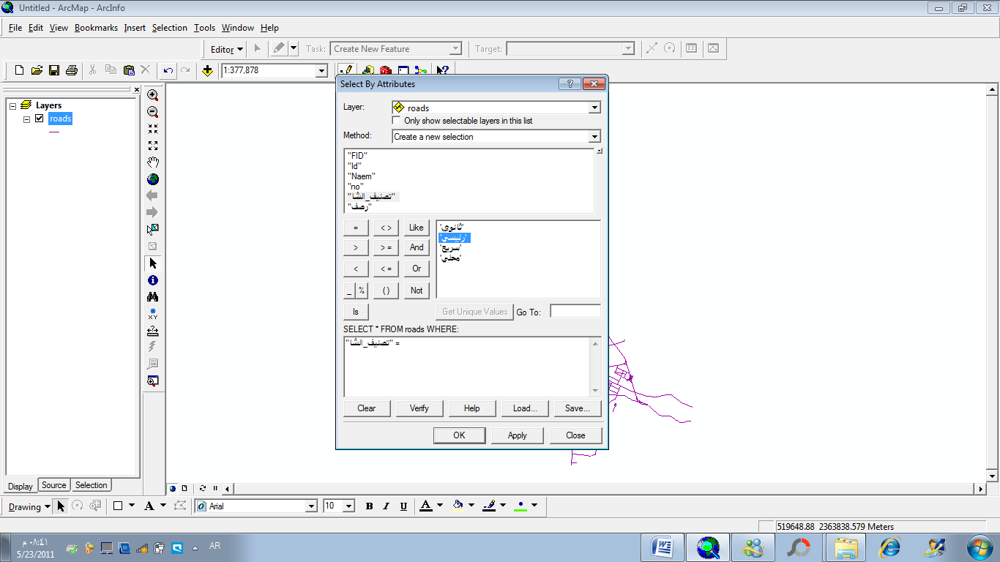 Untitled - ArcMap - ArcInfo
File Edit View Bookmarks Insert Selection Tools Window Help
Editor Task: Create New Feature Target:
1:377,878
Layers
roads
Select By Attributes
Layer: roads
Only show selectable layers in this list
Method: Create a new selection
"FID"
"Id"
"Naem"
"no"
"تصنيف_الشا"
"رصف"
= < > Like
> > = And
< < = Or
_ % ( ) Not
Is
'ثانوي'
'رئيسي'
'سريع'
'محلي'
Get Unique Values Go To:
SELECT * FROM roads WHERE:
"تصنيف_الشا" =
Clear Verify Help Load... Save...
OK Apply Close
Display Source Selection
Drawing A Arial 10 B I U A
519648.88 2363838.579 Meters
٠٨:٤١ م
5/23/2011
AR